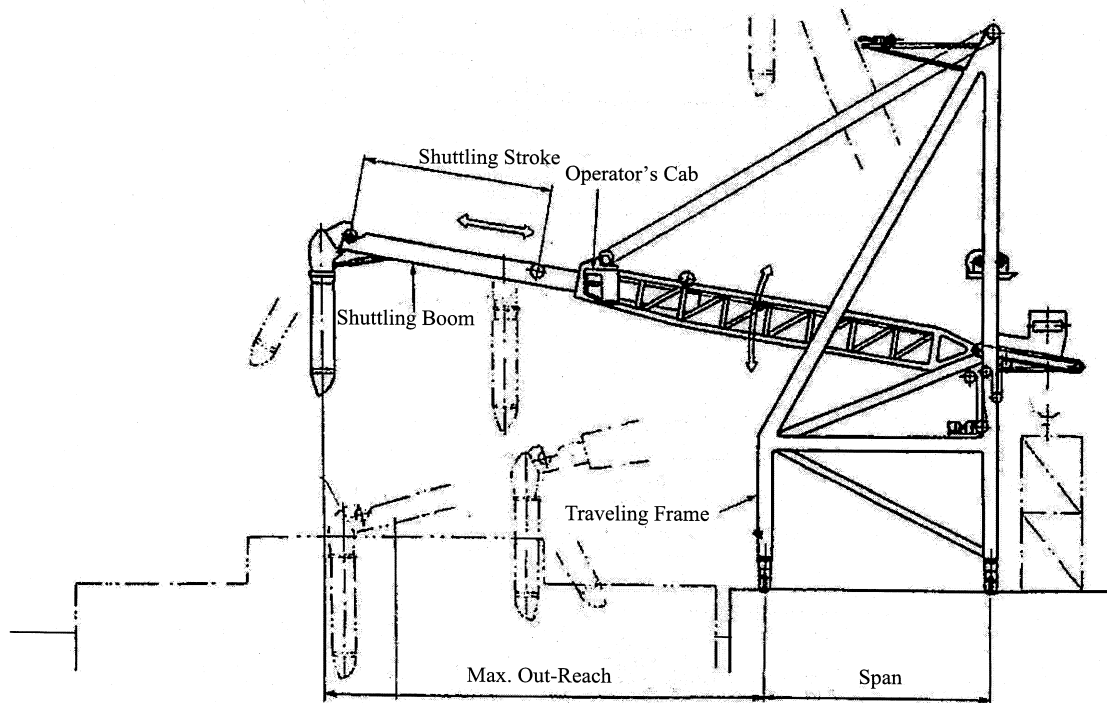 Shuttling Stroke
Operator’s Cab
Shuttling Boom
Traveling Frame
Max. Out-Reach
Span